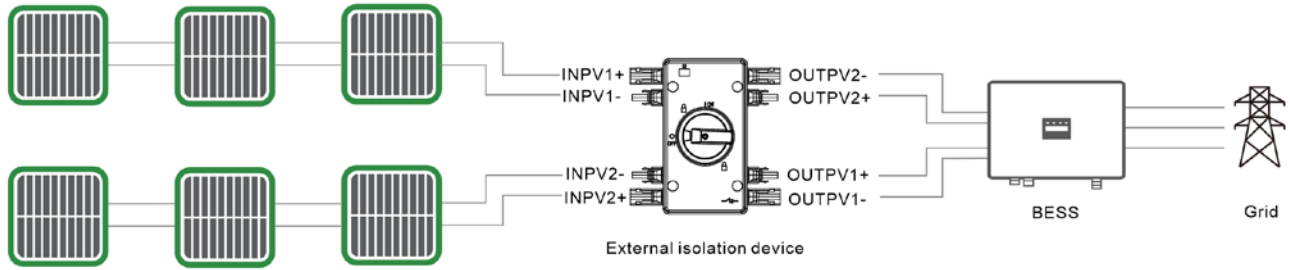 INPV1+
INPV1-
INPV2-
INPV2+
OUTPV2-
OUTPV2+
OUTPV1+
OUTPV1-
External isolation device
BESS
Grid